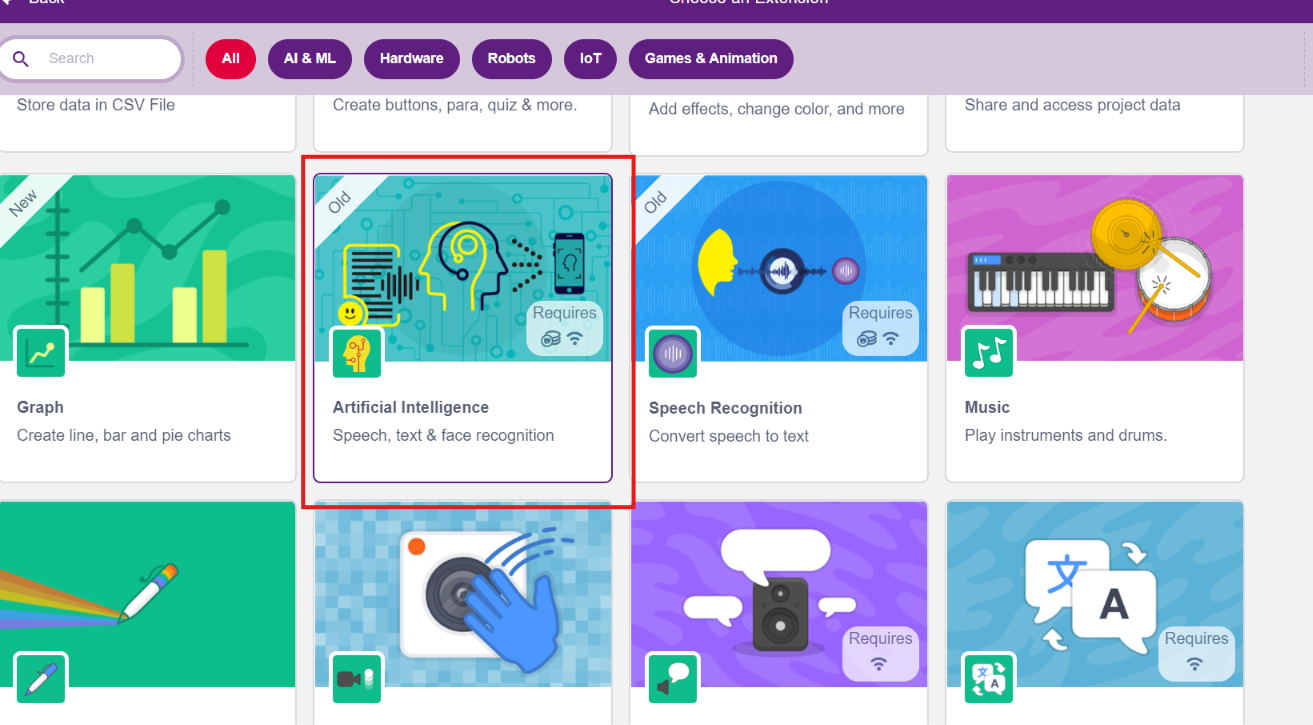 Back
Choose an Extension
Search
All
AI & ML
Hardware
Robots
IoT
Games & Animation
Store data in CSV File
Create buttons, para, quiz & more.
Add effects, change color, and more
Share and access project data
New
Old
Requires
Old
Requires
Graph
Create line, bar and pie charts
Artificial Intelligence
Speech, text & face recognition
Speech Recognition
Convert speech to text
Music
Play instruments and drums.
文
A
Requires
Requires
文
A